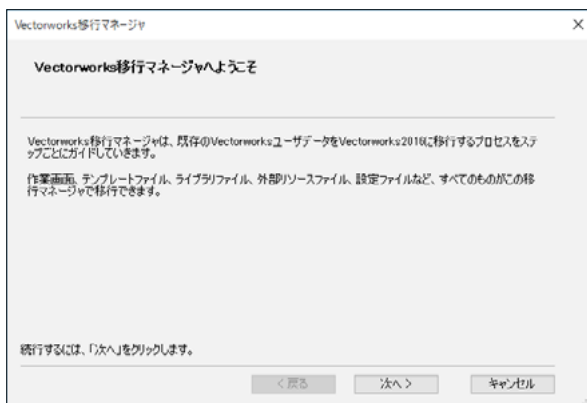 Vectorworks移行マネージャ
Vectorworks移行マネージャへようこそ
Vectorworks移行マネージャは、既存のVectorworksユーザデータをVectorworks2016に移行するプロセスをステ
ップごとにガイドしていきます。
作業画面、テンプレートファイル、ライブラリファイル、外部リソースファイル、設定ファイルなど、すべてのものがこの移
行マネージャで移行できます。
続行するには、「次へ」をクリックします。
< 戻る
次へ >
キャンセル